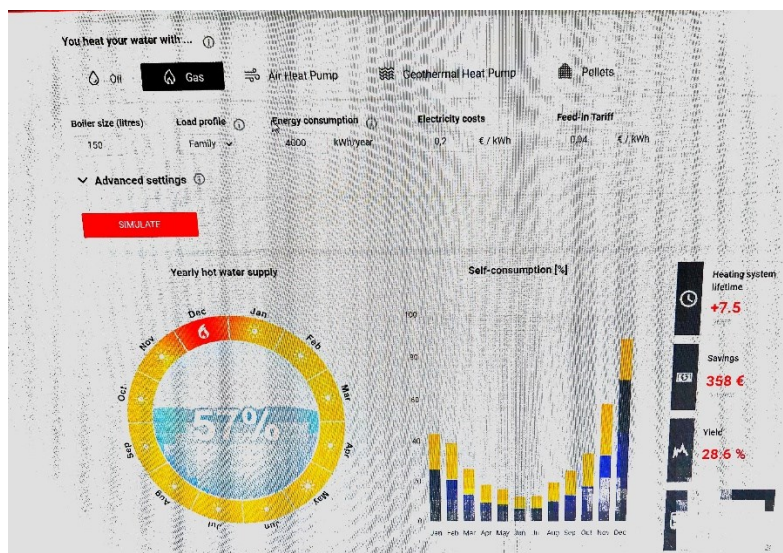 You heat your water with ...
Oil
Gas
Air Heat Pump
Geothermal Heat Pump
Pellets
Boiler size (litres)
Load profile
Energy consumption
Electricity costs
Feed-in Tariff
150
Family
4000
kWh/year
0,2
€ / kWh
0,04
€ / kWh
Advanced settings
SIMULATE
Yearly hot water supply
Dec
Jan
Feb
Mar
Apr
May
Jun
Jul
Aug
Sep
Oct
Nov
57%
Self-consumption [%]
100
80
60
40
20
0
Jan Feb Mar Apr May Jun Jul Aug Sep Oct Nov Dec
Heating system
lifetime
+7.5
Savings
358 €
Yield
28.6 %